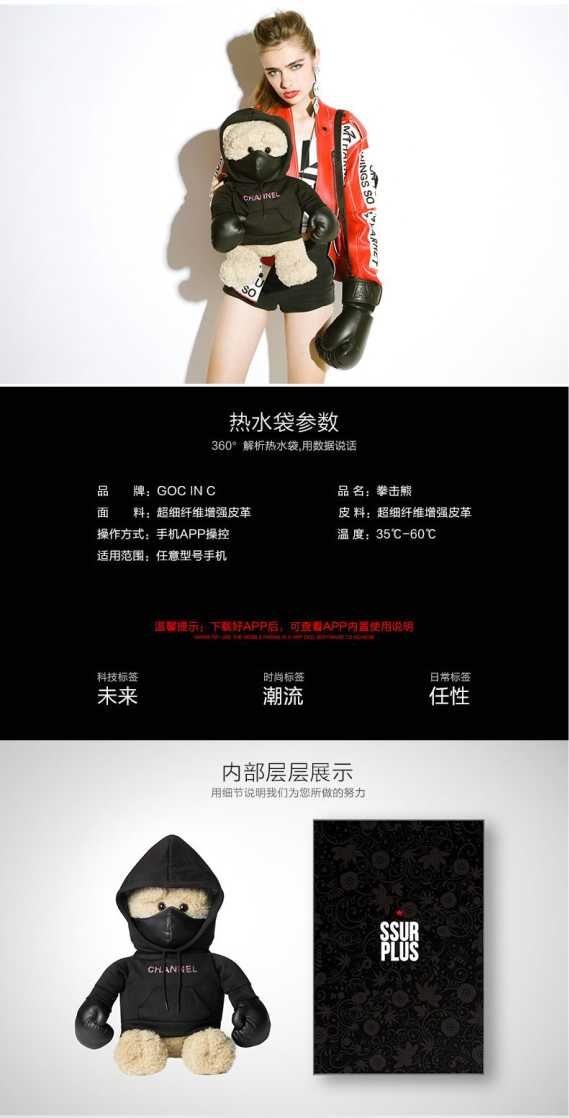 CHANNEL
热水袋参数
360° 解析热水袋,用数据说话
品 牌：GOC IN C
品 名：拳击熊
面 料：超细纤维增强皮革
皮 料：超细纤维增强皮革
操作方式：手机APP操控
温 度：35℃-60℃
适用范围：任意型号手机
温馨提示：下载好APP后，可查看APP内置使用说明
科技标签
时尚标签
日常标签
未来
潮流
任性
内部层层展示
用细节说明我们为您所做的努力
CHANNEL
SSUR
PLUS